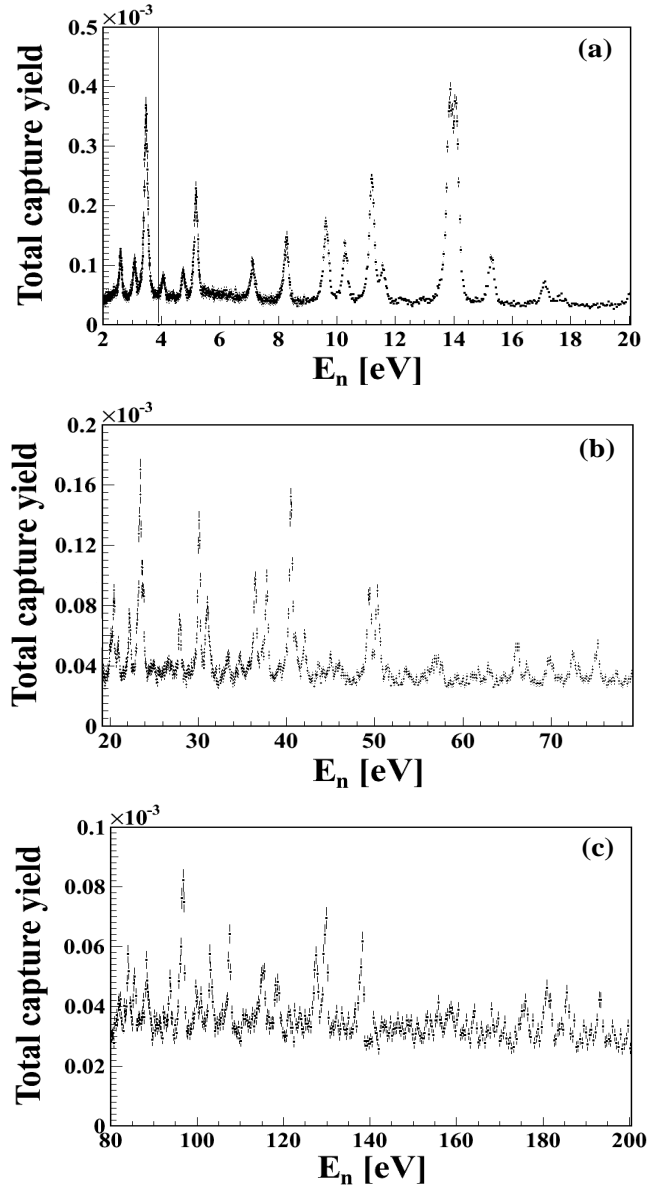 ×10⁻³
(a)
Total capture yield
0.5
0.4
0.3
0.2
0.1
0
2 4 6 8 10 12 14 16 18 20
Eₙ [eV]
×10⁻³
(b)
Total capture yield
0.2
0.16
0.12
0.08
0.04
0
20 30 40 50 60 70
Eₙ [eV]
×10⁻³
(c)
Total capture yield
0.1
0.08
0.06
0.04
0.02
0
80 100 120 140 160 180 200
Eₙ [eV]